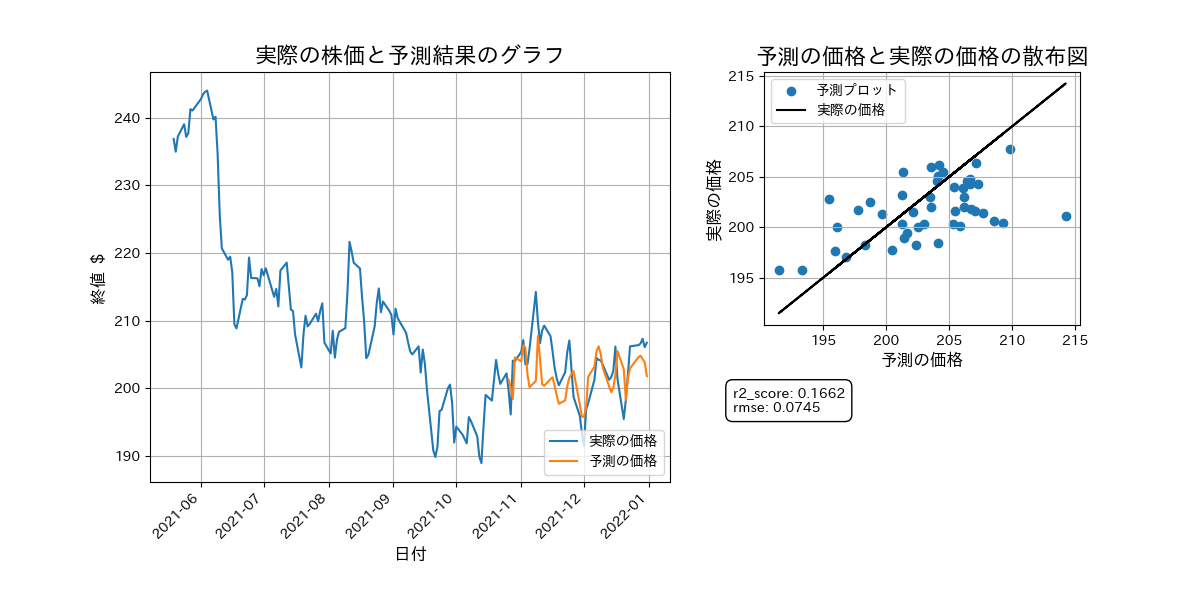 実際の株価と予測結果のグラフ
240
230
220
210
200
190
終値 $
2021-06
2021-07
2021-08
2021-09
2021-10
2021-11
2021-12
2022-01
日付
実際の価格
予測の価格
予測の価格と実際の価格の散布図
予測プロット
実際の価格
215
210
205
200
195
実際の価格
195
200
205
210
215
予測の価格
r2_score: 0.1662
rmse: 0.0745